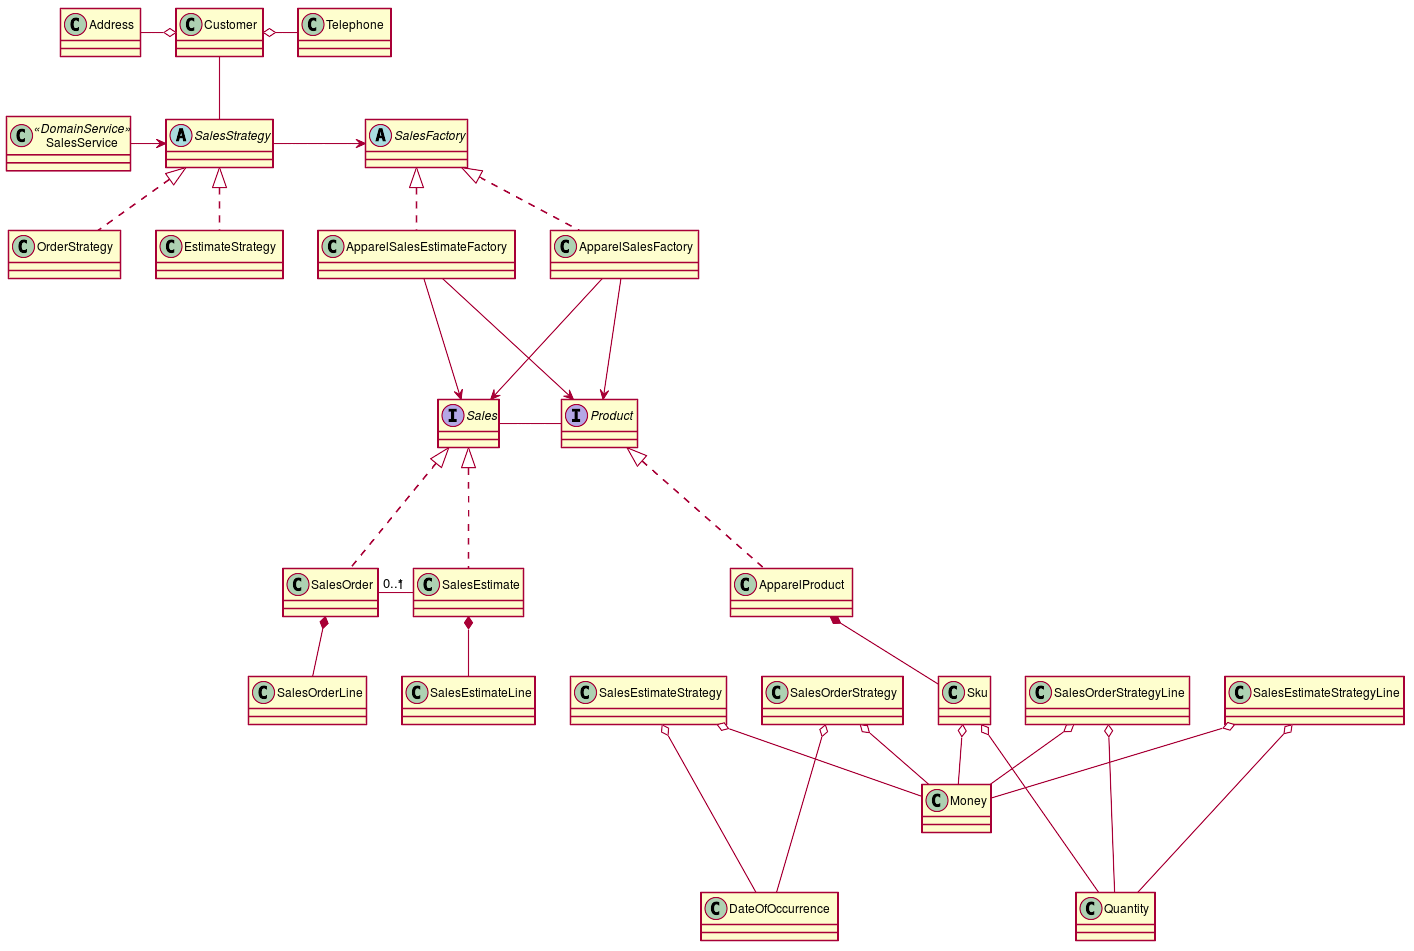 C Address
C Customer
C Telephone
C «DomainService»
SalesService
A SalesStrategy
A SalesFactory
C OrderStrategy
C EstimateStrategy
C ApparelSalesEstimateFactory
C ApparelSalesFactory
I Sales
I Product
C SalesOrder
0..1
*
C SalesEstimate
C ApparelProduct
C SalesOrderLine
C SalesEstimateLine
C SalesEstimateStrategy
C SalesOrderStrategy
C Sku
C SalesOrderStrategyLine
C SalesEstimateStrategyLine
C Money
C DateOfOccurrence
C Quantity